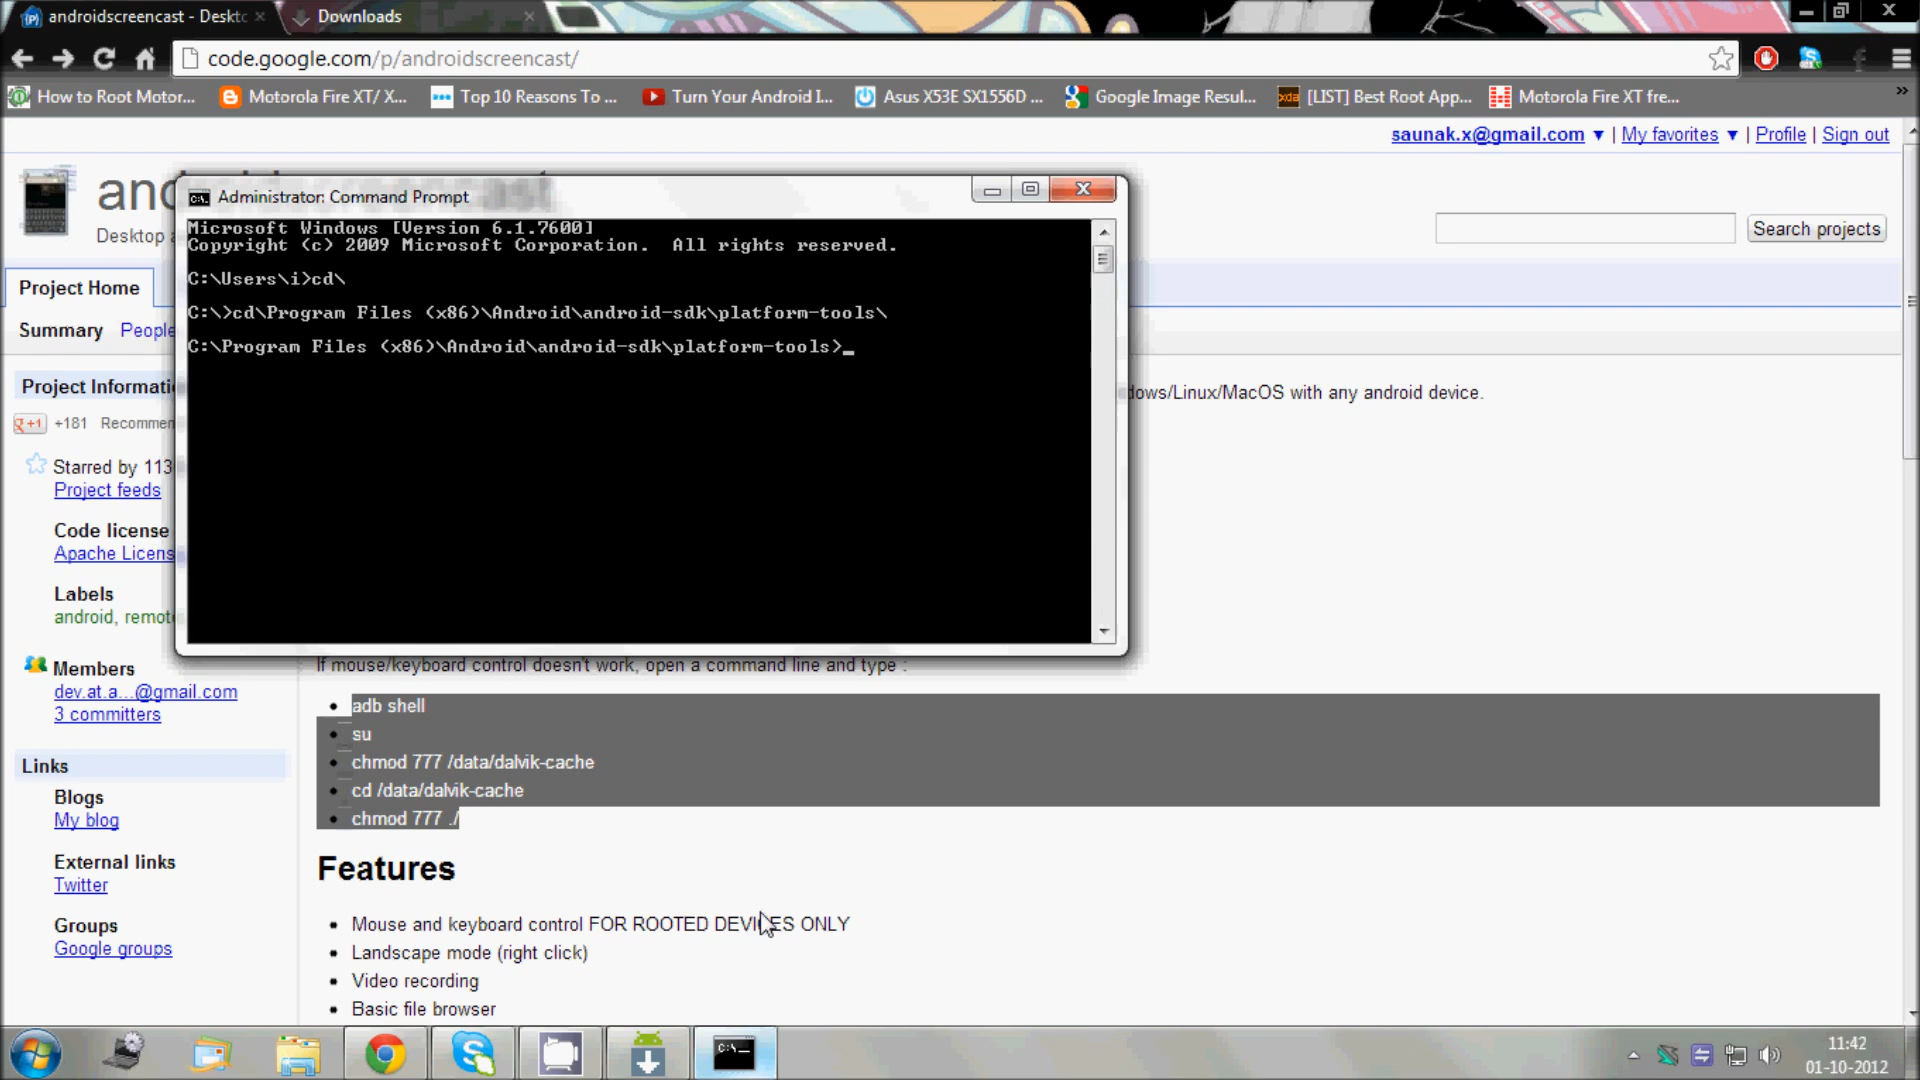 androidscreencast - Deskto
Downloads
code.google.com/p/androidscreencast/
How to Root Motor...
Motorola Fire XT/ X...
Top 10 Reasons To ...
Turn Your Android I...
Asus X53E SX1556D ...
Google Image Resul...
[LIST] Best Root App...
Motorola Fire XT fre...
saunak.x@gmail.com ▼ | My favorites ▼ | Profile | Sign out
Desktop
Search projects
Project Home
Summary People
Administrator: Command Prompt
Microsoft Windows [Version 6.1.7600]
Copyright (c) 2009 Microsoft Corporation. All rights reserved.
C:\Users\i>cd\
C:\>cd\Program Files (x86)\Android\android-sdk\platform-tools\
C:\Program Files (x86)\Android\android-sdk\platform-tools>_
Project Informati
+1 +181 Recommen
Starred by 113
Project feeds
Code license
Apache Licens
Labels
android, remot
Members
dev.at.a...@gmail.com
3 committers
Links
Blogs
My blog
External links
Twitter
Groups
Google groups
dows/Linux/MacOS with any android device.
If mouse/keyboard control doesn't work, open a command line and type :
adb shell
su
chmod 777 /data/dalvik-cache
cd /data/dalvik-cache
chmod 777 ./
Features
Mouse and keyboard control FOR ROOTED DEVICES ONLY
Landscape mode (right click)
Video recording
Basic file browser
11:42
01-10-2012